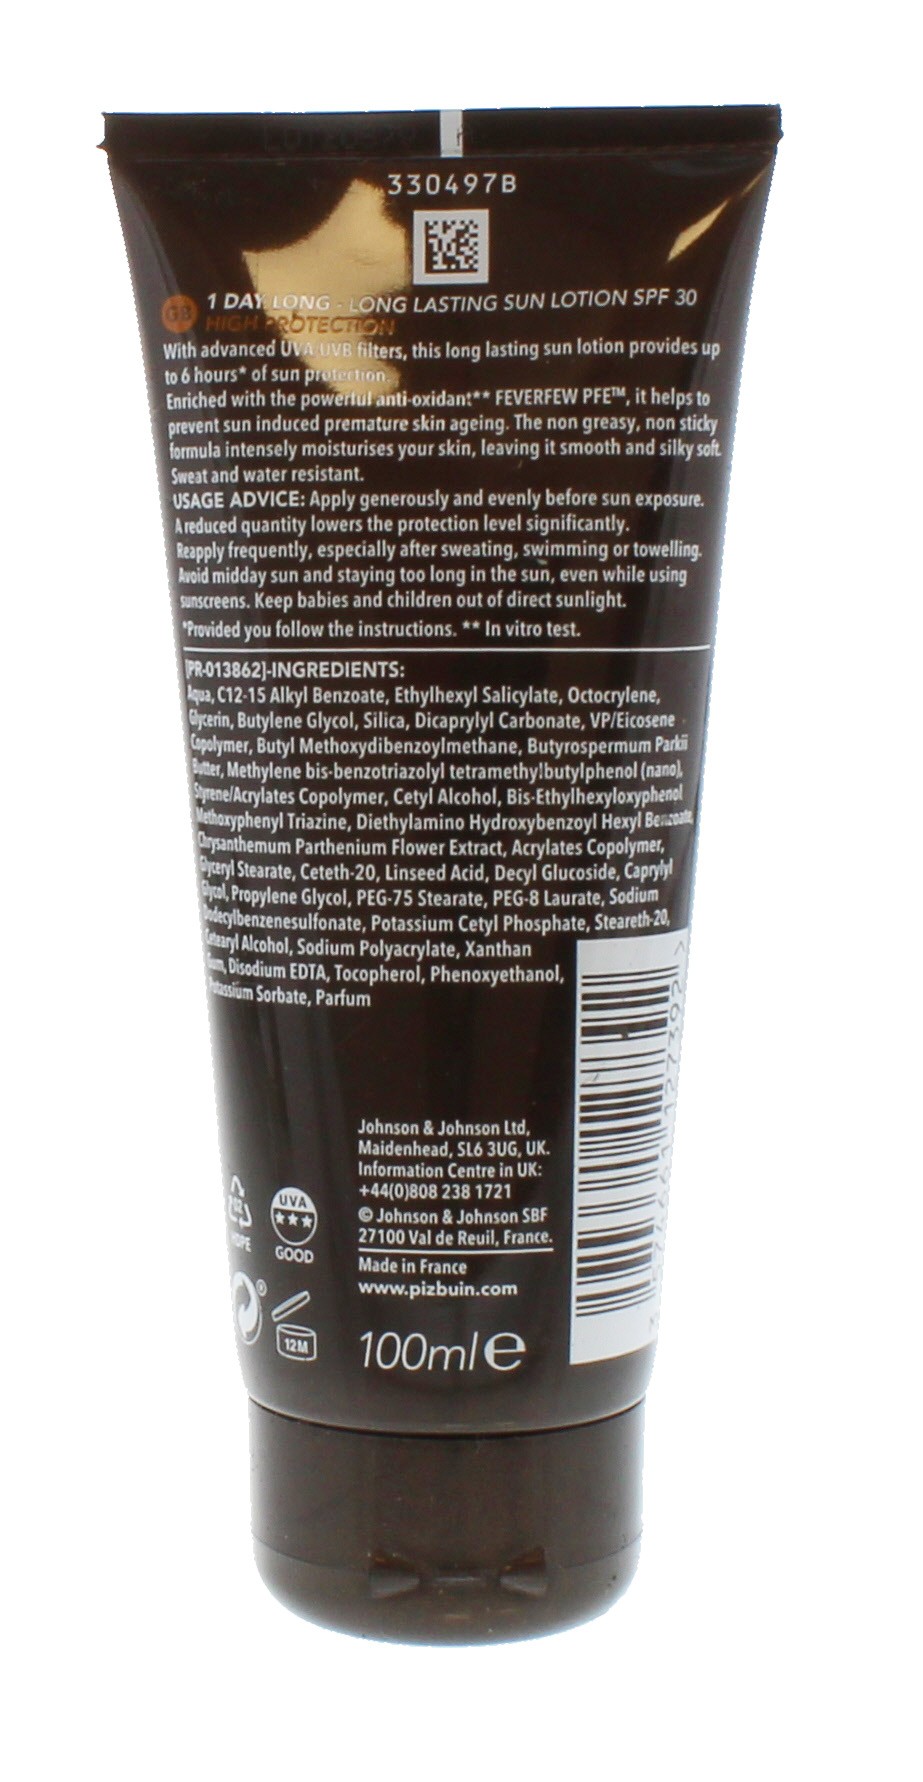 330497B
GB
1 DAY LONG - LONG LASTING SUN LOTION SPF 30
HIGH PROTECTION
With advanced UVA-UVB filters, this long lasting sun lotion provides up
to 6 hours* of sun protection.
Enriched with the powerful anti-oxidant** FEVERFEW PFE™, it helps to
prevent sun induced premature skin ageing. The non greasy, non sticky
formula intensely moisturises your skin, leaving it smooth and silky soft.
Sweat and water resistant.
USAGE ADVICE: Apply generously and evenly before sun exposure.
A reduced quantity lowers the protection level significantly.
Reapply frequently, especially after sweating, swimming or towelling.
Avoid midday sun and staying too long in the sun, even while using
sunscreens. Keep babies and children out of direct sunlight.
*Provided you follow the instructions. ** In vitro test.
[PR-013862]-INGREDIENTS:
Aqua, C12-15 Alkyl Benzoate, Ethylhexyl Salicylate, Octocrylene,
Glycerin, Butylene Glycol, Silica, Dicaprylyl Carbonate, VP/Eicosene
Copolymer, Butyl Methoxydibenzoylmethane, Butyrospermum Parkii
Butter, Methylene bis-benzotriazolyl tetramethylbutylphenol (nano),
Styrene/Acrylates Copolymer, Cetyl Alcohol, Bis-Ethylhexyloxyphenol
Methoxyphenyl Triazine, Diethylamino Hydroxybenzoyl Hexyl Benzoate,
Chrysanthemum Parthenium Flower Extract, Acrylates Copolymer,
Glyceryl Stearate, Ceteth-20, Linseed Acid, Decyl Glucoside, Caprylyl
Glycol, Propylene Glycol, PEG-75 Stearate, PEG-8 Laurate, Sodium
Dodecylbenzenesulfonate, Potassium Cetyl Phosphate, Steareth-20,
Cetearyl Alcohol, Sodium Polyacrylate, Xanthan
Gum, Disodium EDTA, Tocopherol, Phenoxyethanol,
Potassium Sorbate, Parfum
Johnson & Johnson Ltd,
Maidenhead, SL6 3UG, UK.
Information Centre in UK:
+44(0)808 238 1721
© Johnson & Johnson SBF
27100 Val de Reuil, France.
Made in France
www.pizbuin.com
UVA
GOOD
HDPE
12M
100ml e